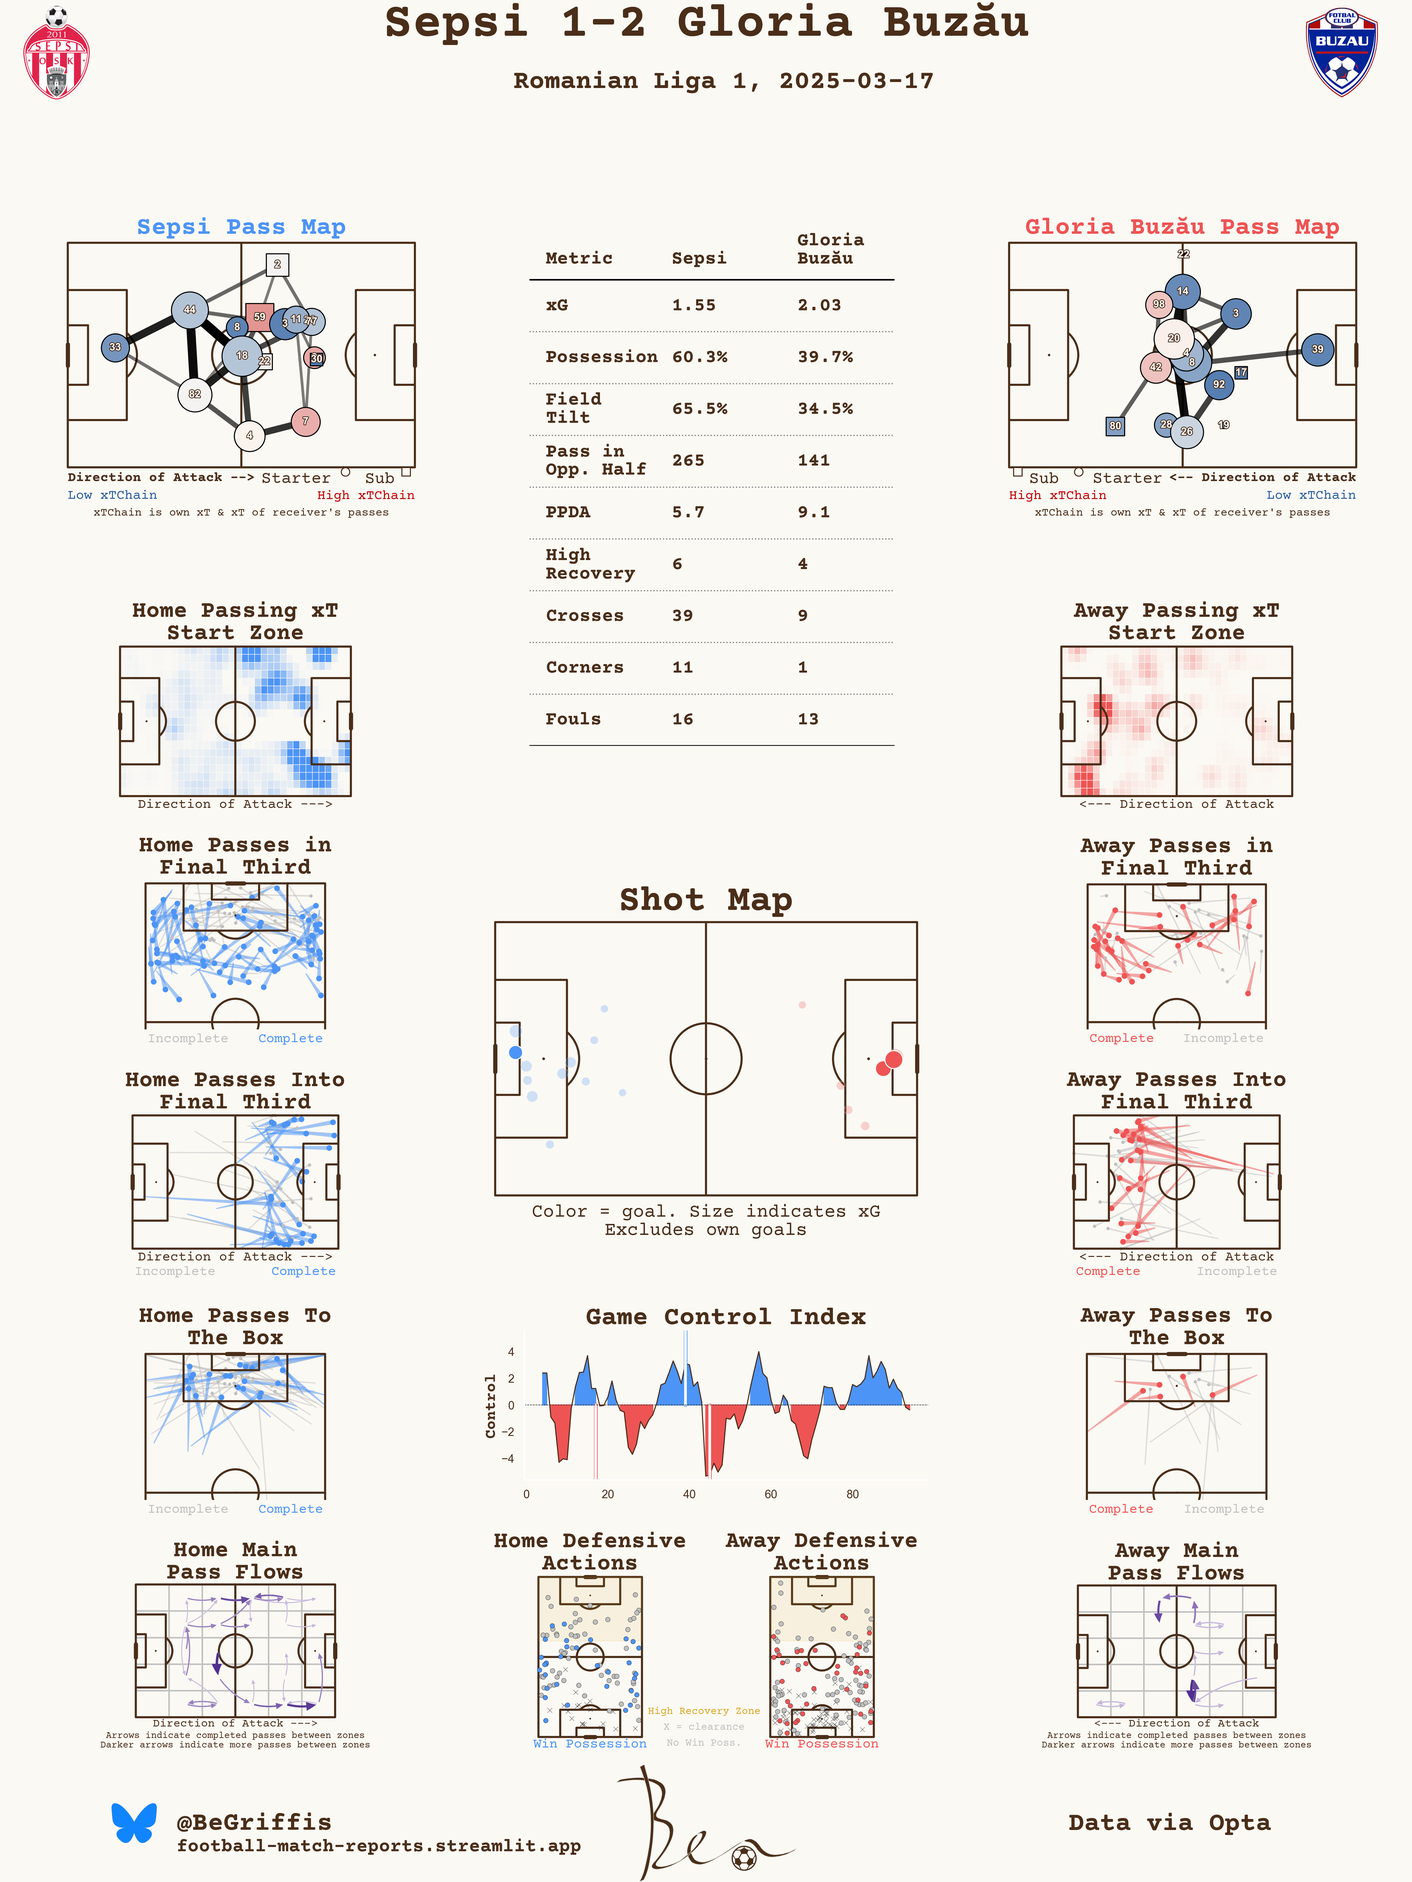 Sepsi 1-2 Gloria Buzău
Romanian Liga 1, 2025-03-17
2011
SEPSI
OSK
FOTBAL
CLUB
BUZAU
Sepsi Pass Map
2
44
59
8
3
11
33
18
22
30
82
7
4
Direction of Attack --> Starter Sub
Low xTChain High xTChain
xTChain is own xT & xT of receiver's passes
Metric Sepsi Gloria Buzău
xG 1.55 2.03
Possession 60.3% 39.7%
Field Tilt 65.5% 34.5%
Pass in Opp. Half 265 141
PPDA 5.7 9.1
High Recovery 6 4
Crosses 39 9
Corners 11 1
Fouls 16 13
Gloria Buzău Pass Map
22
14
98
3
20
4
39
8
42
17
92
80
28
26
19
Sub Starter <-- Direction of Attack
High xTChain Low xTChain
xTChain is own xT & xT of receiver's passes
Home Passing xT
Start Zone
Direction of Attack --->
Away Passing xT
Start Zone
<--- Direction of Attack
Home Passes in
Final Third
Incomplete Complete
Away Passes in
Final Third
Complete Incomplete
Shot Map
Color = goal. Size indicates xG
Excludes own goals
Home Passes Into
Final Third
Direction of Attack --->
Incomplete Complete
Away Passes Into
Final Third
<--- Direction of Attack
Complete Incomplete
Home Passes To
The Box
Incomplete Complete
Game Control Index
Control
4
2
0
−2
−4
0 20 40 60 80
Away Passes To
The Box
Complete Incomplete
Home Main
Pass Flows
Direction of Attack --->
Arrows indicate completed passes between zones
Darker arrows indicate more passes between zones
Home Defensive
Actions
Win Possession
High Recovery Zone
X = clearance
No Win Poss.
Away Defensive
Actions
Win Possession
Away Main
Pass Flows
<--- Direction of Attack
Arrows indicate completed passes between zones
Darker arrows indicate more passes between zones
@BeGriffis
football-match-reports.streamlit.app
Ben
Data via Opta